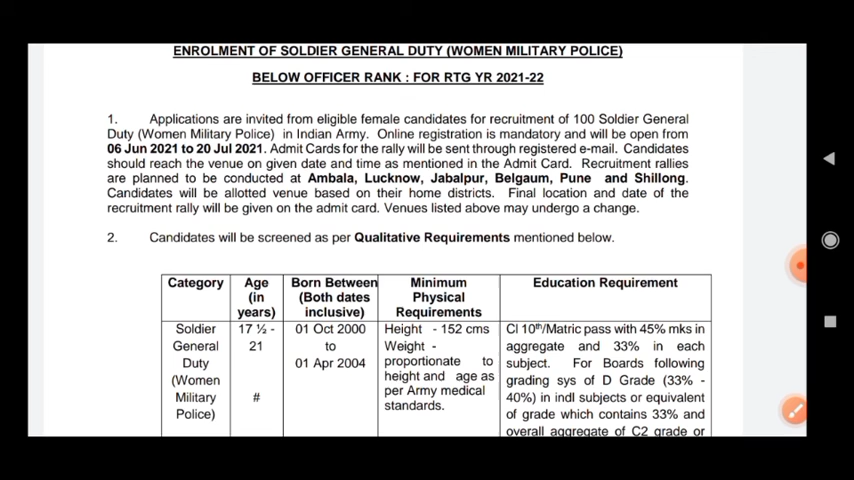 ENROLMENT OF SOLDIER GENERAL DUTY (WOMEN MILITARY POLICE)
BELOW OFFICER RANK : FOR RTG YR 2021-22
1. Applications are invited from eligible female candidates for recruitment of 100 Soldier General
Duty (Women Military Police) in Indian Army. Online registration is mandatory and will be open from
06 Jun 2021 to 20 Jul 2021. Admit Cards for the rally will be sent through registered e-mail. Candidates
should reach the venue on given date and time as mentioned in the Admit Card. Recruitment rallies
are planned to be conducted at Ambala, Lucknow, Jabalpur, Belgaum, Pune and Shillong.
Candidates will be allotted venue based on their home districts. Final location and date of the
recruitment rally will be given on the admit card. Venues listed above may undergo a change.
2. Candidates will be screened as per Qualitative Requirements mentioned below.
Category
Age
(in
years)
Born Between
(Both dates
inclusive)
Minimum
Physical
Requirements
Education Requirement
Soldier
General
Duty
(Women
Military
Police)
17 ½ -
21
#
01 Oct 2000
to
01 Apr 2004
Height - 152 cms
Weight -
proportionate to
height and age as
per Army medical
standards.
Cl 10th/Matric pass with 45% mks in
aggregate and 33% in each
subject. For Boards following
grading sys of D Grade (33% -
40%) in indl subjects or equivalent
of grade which contains 33% and
overall aggregate of C2 grade or